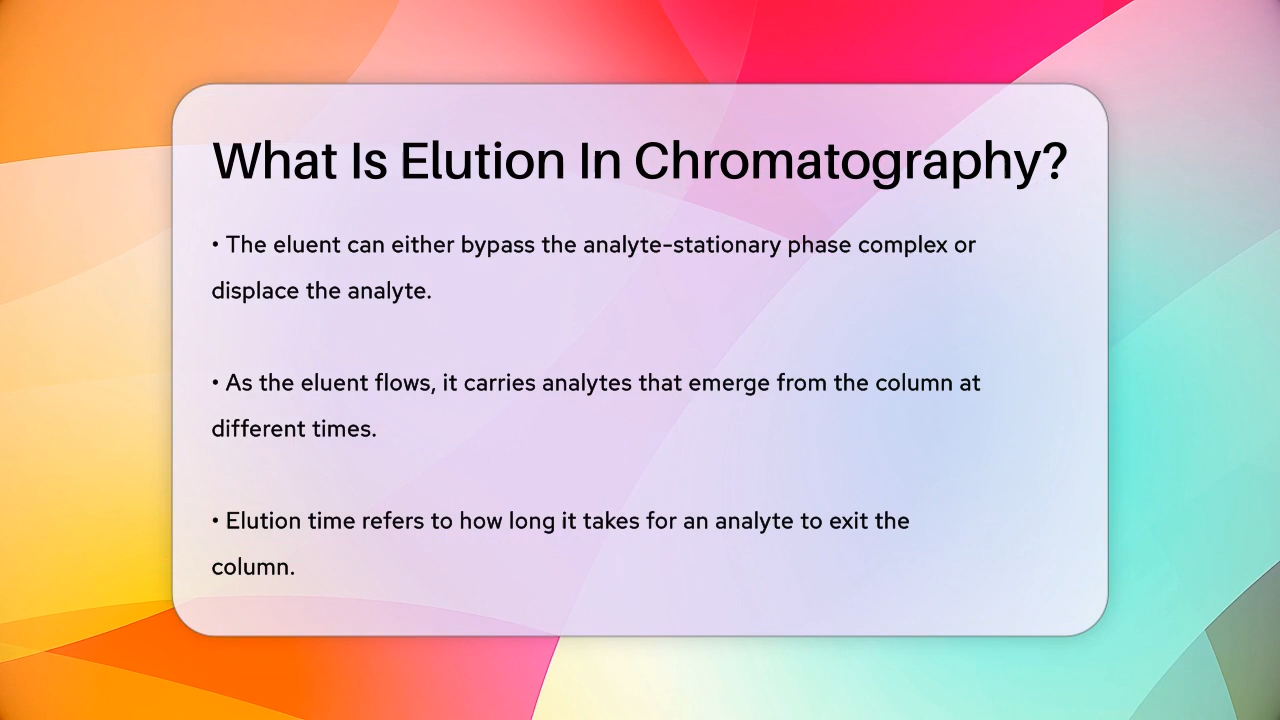 What Is Elution In Chromatography?
• The eluent can either bypass the analyte-stationary phase complex or
displace the analyte.
• As the eluent flows, it carries analytes that emerge from the column at
different times.
• Elution time refers to how long it takes for an analyte to exit the
column.